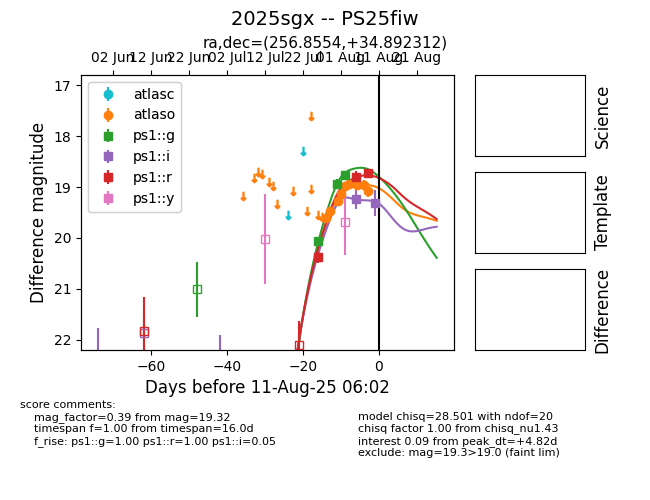 2025sgx -- PS25fiw
ra,dec=(256.8554,+34.892312)
02 Jun 12 Jun 22 Jun 02 Jul 12 Jul 22 Jul 01 Aug 11 Aug 21 Aug
atlasc
atlaso
ps1::g
ps1::i
ps1::r
ps1::y
17
18
19
20
21
22
Difference magnitude
−60 −40 −20 0
Days before 11-Aug-25 06:02
Science
Template
Difference
score comments:
mag_factor=0.39 from mag=19.32
timespan f=1.00 from timespan=16.0d
f_rise: ps1::g=1.00 ps1::r=1.00 ps1::i=0.05
model chisq=28.501 with ndof=20
chisq factor 1.00 from chisq_nu1.43
interest 0.09 from peak_dt=+4.82d
exclude: mag=19.3>19.0 (faint lim)